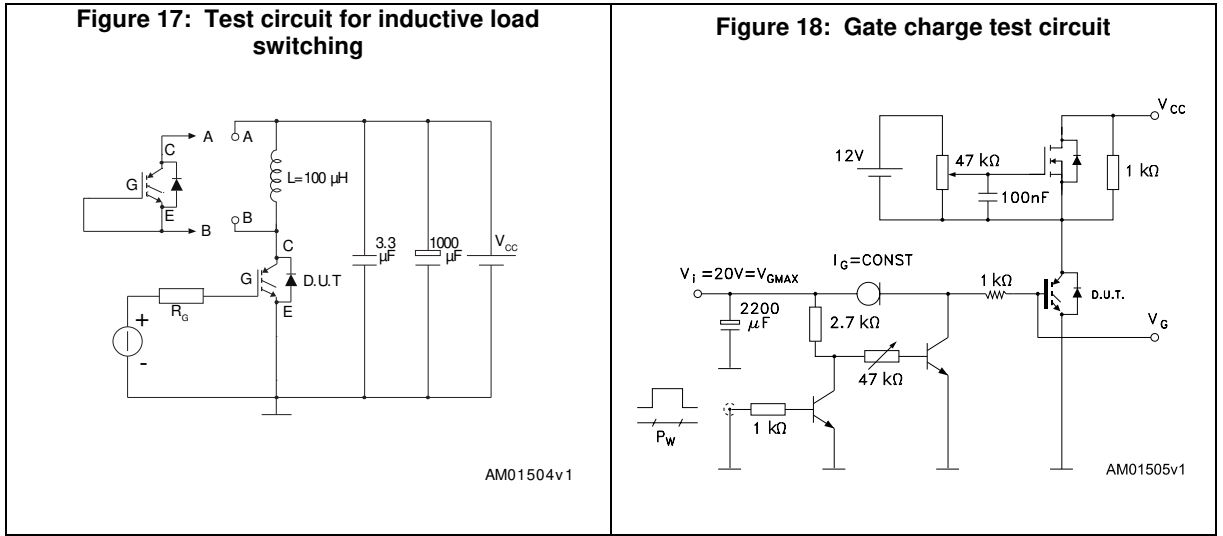 Figure 17: Test circuit for inductive load
switching
A
A
C
G
L=100 µH
E
B
B
C
3.3
µF
1000
µF
VCC
G
D.U.T
RG
E
+
-
AM01504v1
Figure 18: Gate charge test circuit
VCC
12V
47 kΩ
1 kΩ
100nF
IG=CONST
Vi =20V=VGMAX
1 kΩ
2200
µF
2.7 kΩ
D.U.T.
VG
47 kΩ
1 kΩ
PW
AM01505v1